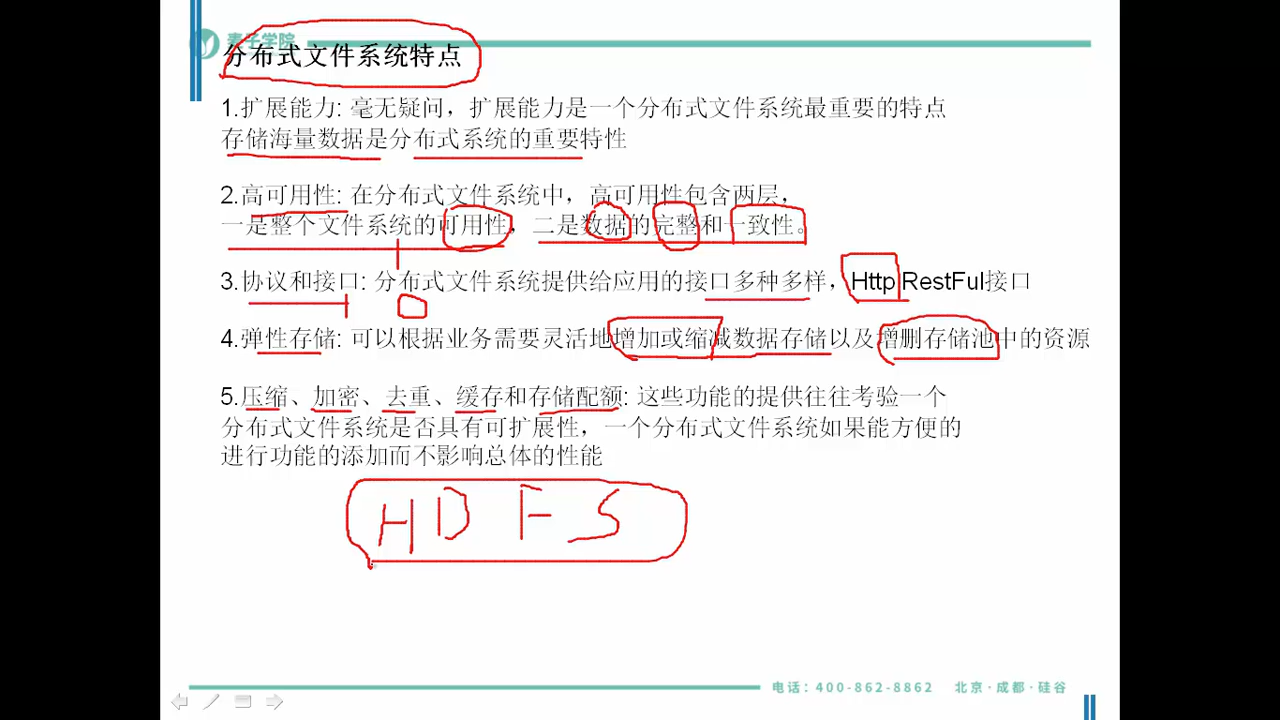 麦子学院
分布式文件系统特点
1.扩展能力: 毫无疑问，扩展能力是一个分布式文件系统最重要的特点
存储海量数据是分布式系统的重要特性
2.高可用性: 在分布式文件系统中，高可用性包含两层，
一是整个文件系统的可用性，二是数据的完整和一致性。
3.协议和接口: 分布式文件系统提供给应用的接口多种多样，Http RestFul接口
4.弹性存储: 可以根据业务需要灵活地增加或缩减数据存储以及增删存储池中的资源
5.压缩、加密、去重、缓存和存储配额: 这些功能的提供往往考验一个
分布式文件系统是否具有可扩展性，一个分布式文件系统如果能方便的
进行功能的添加而不影响总体的性能
HDFS
电话：400-862-8862 北京·成都·硅谷